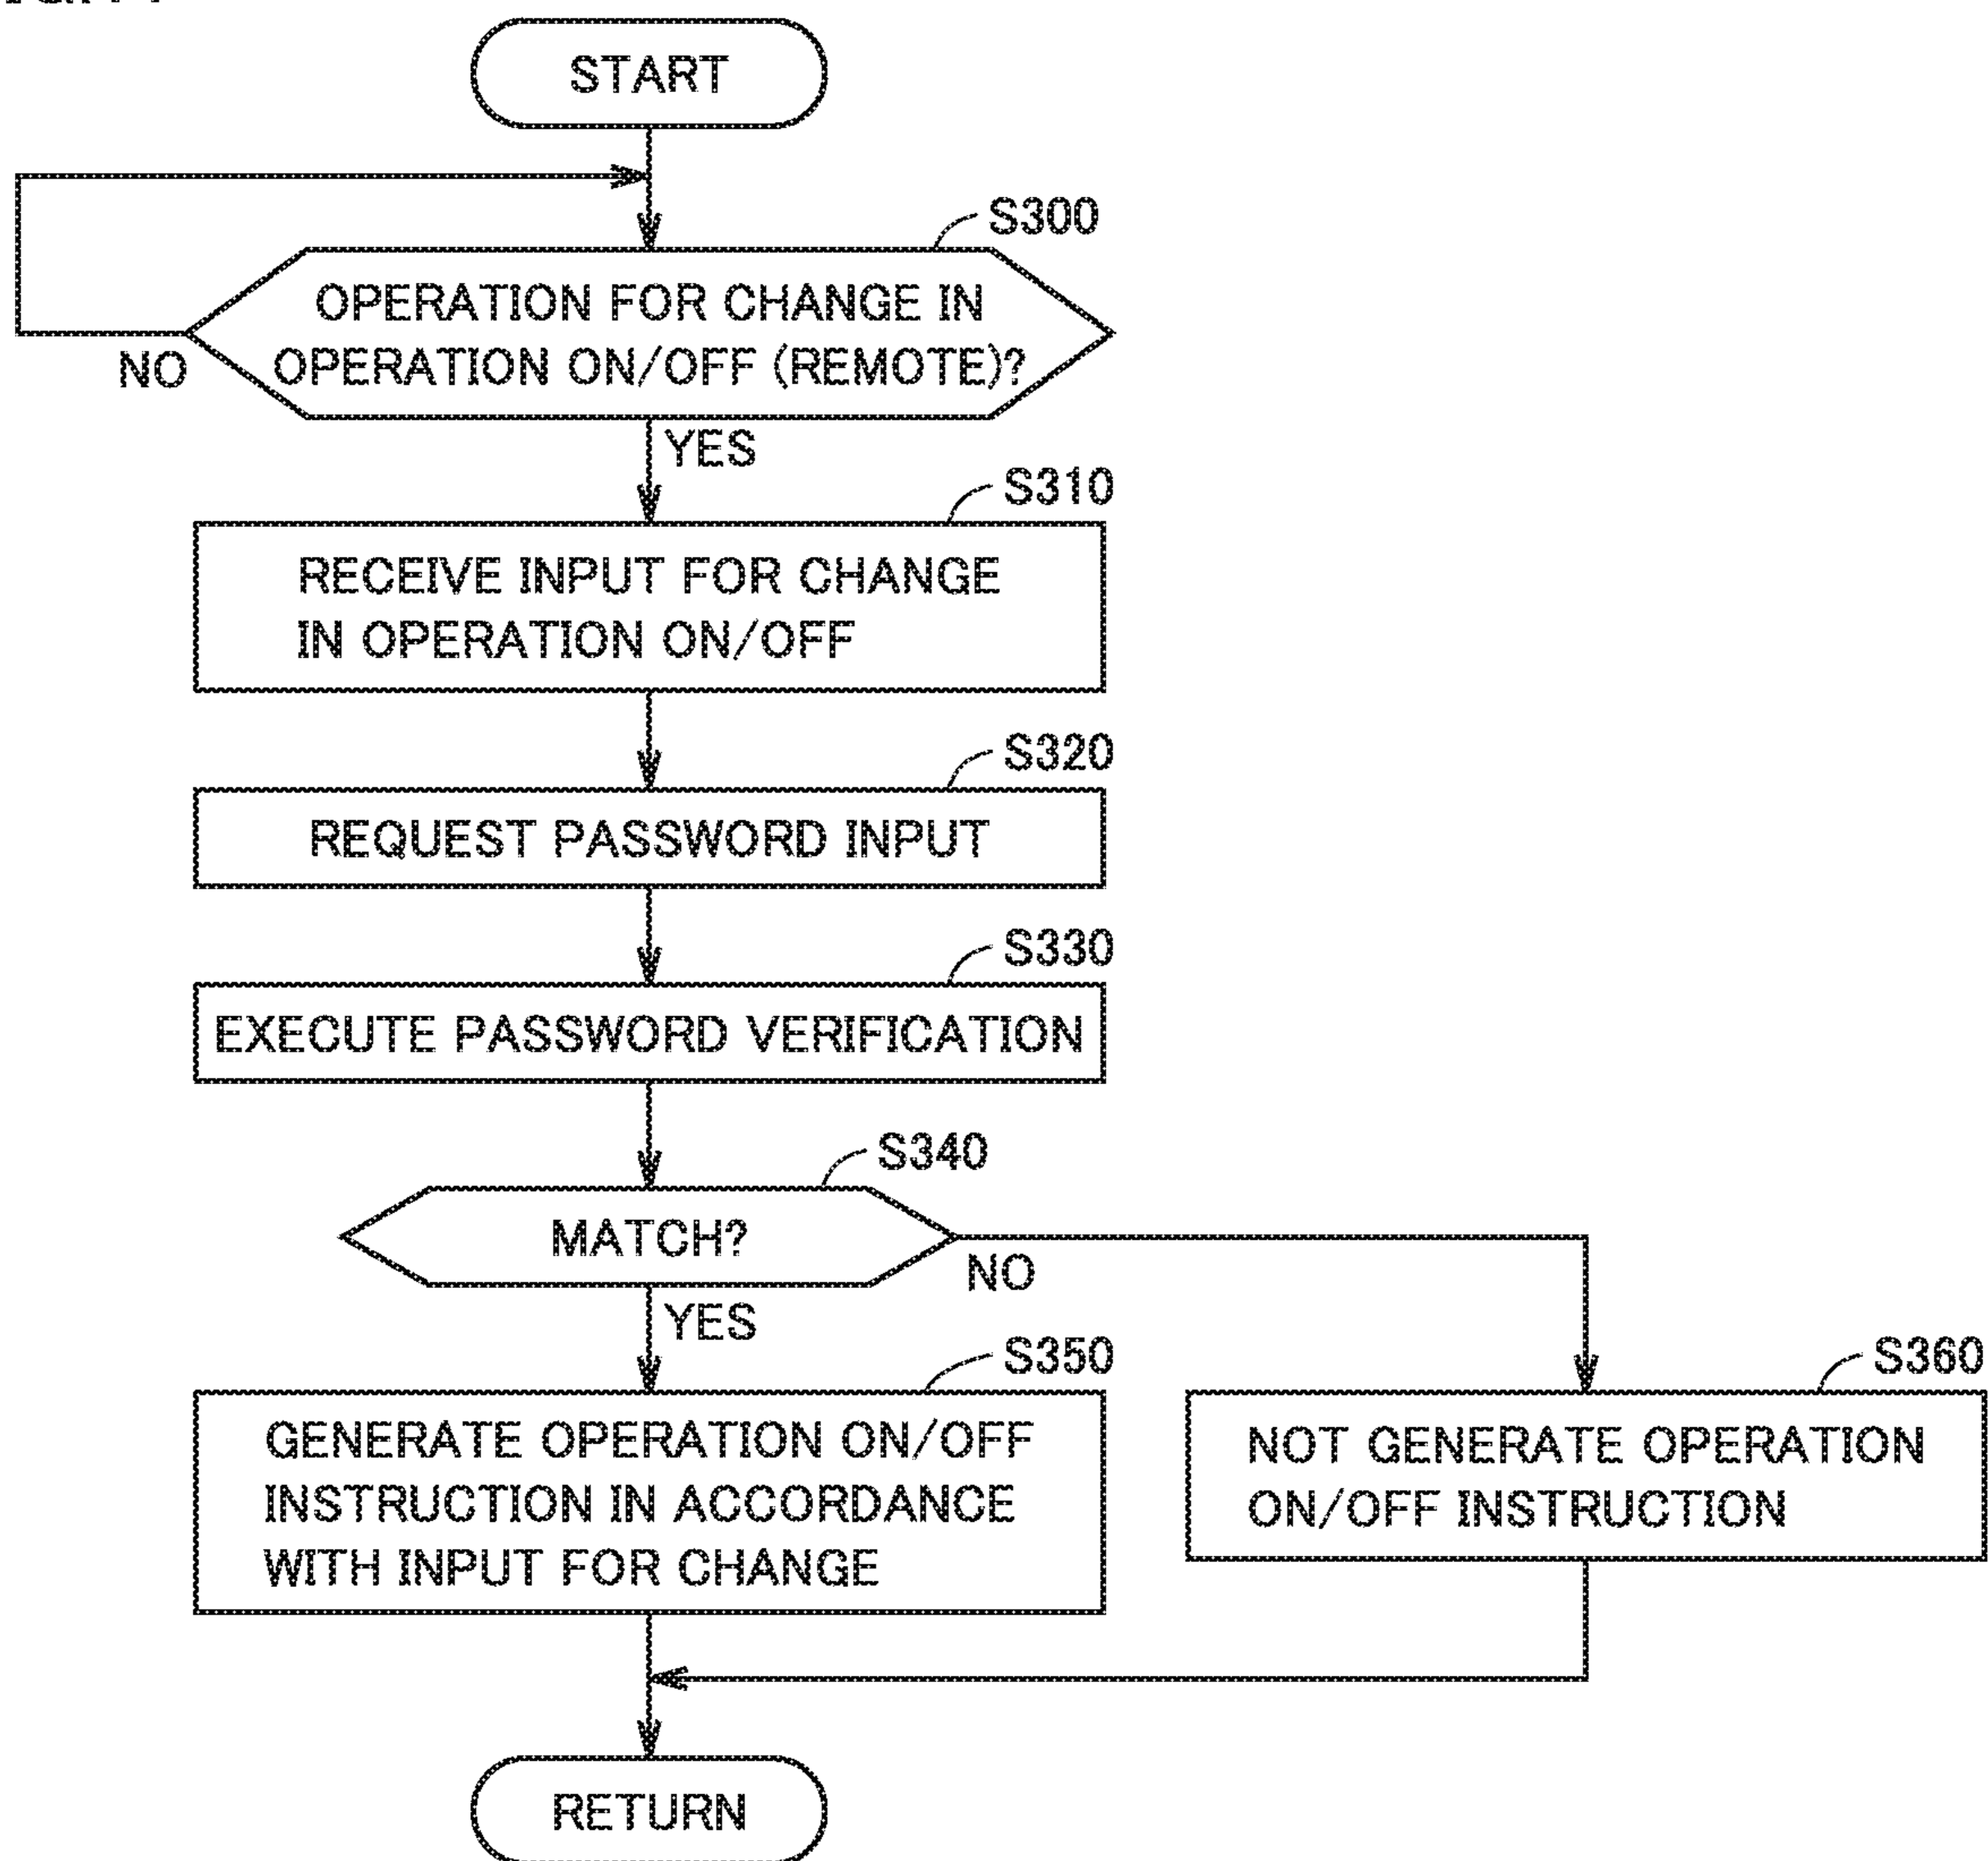 START
S300
OPERATION FOR CHANGE IN
OPERATION ON/OFF (REMOTE)?
NO
YES
S310
RECEIVE INPUT FOR CHANGE
IN OPERATION ON/OFF
S320
REQUEST PASSWORD INPUT
S330
EXECUTE PASSWORD VERIFICATION
S340
MATCH?
NO
YES
S350
S360
GENERATE OPERATION ON/OFF
INSTRUCTION IN ACCORDANCE
WITH INPUT FOR CHANGE
NOT GENERATE OPERATION
ON/OFF INSTRUCTION
RETURN